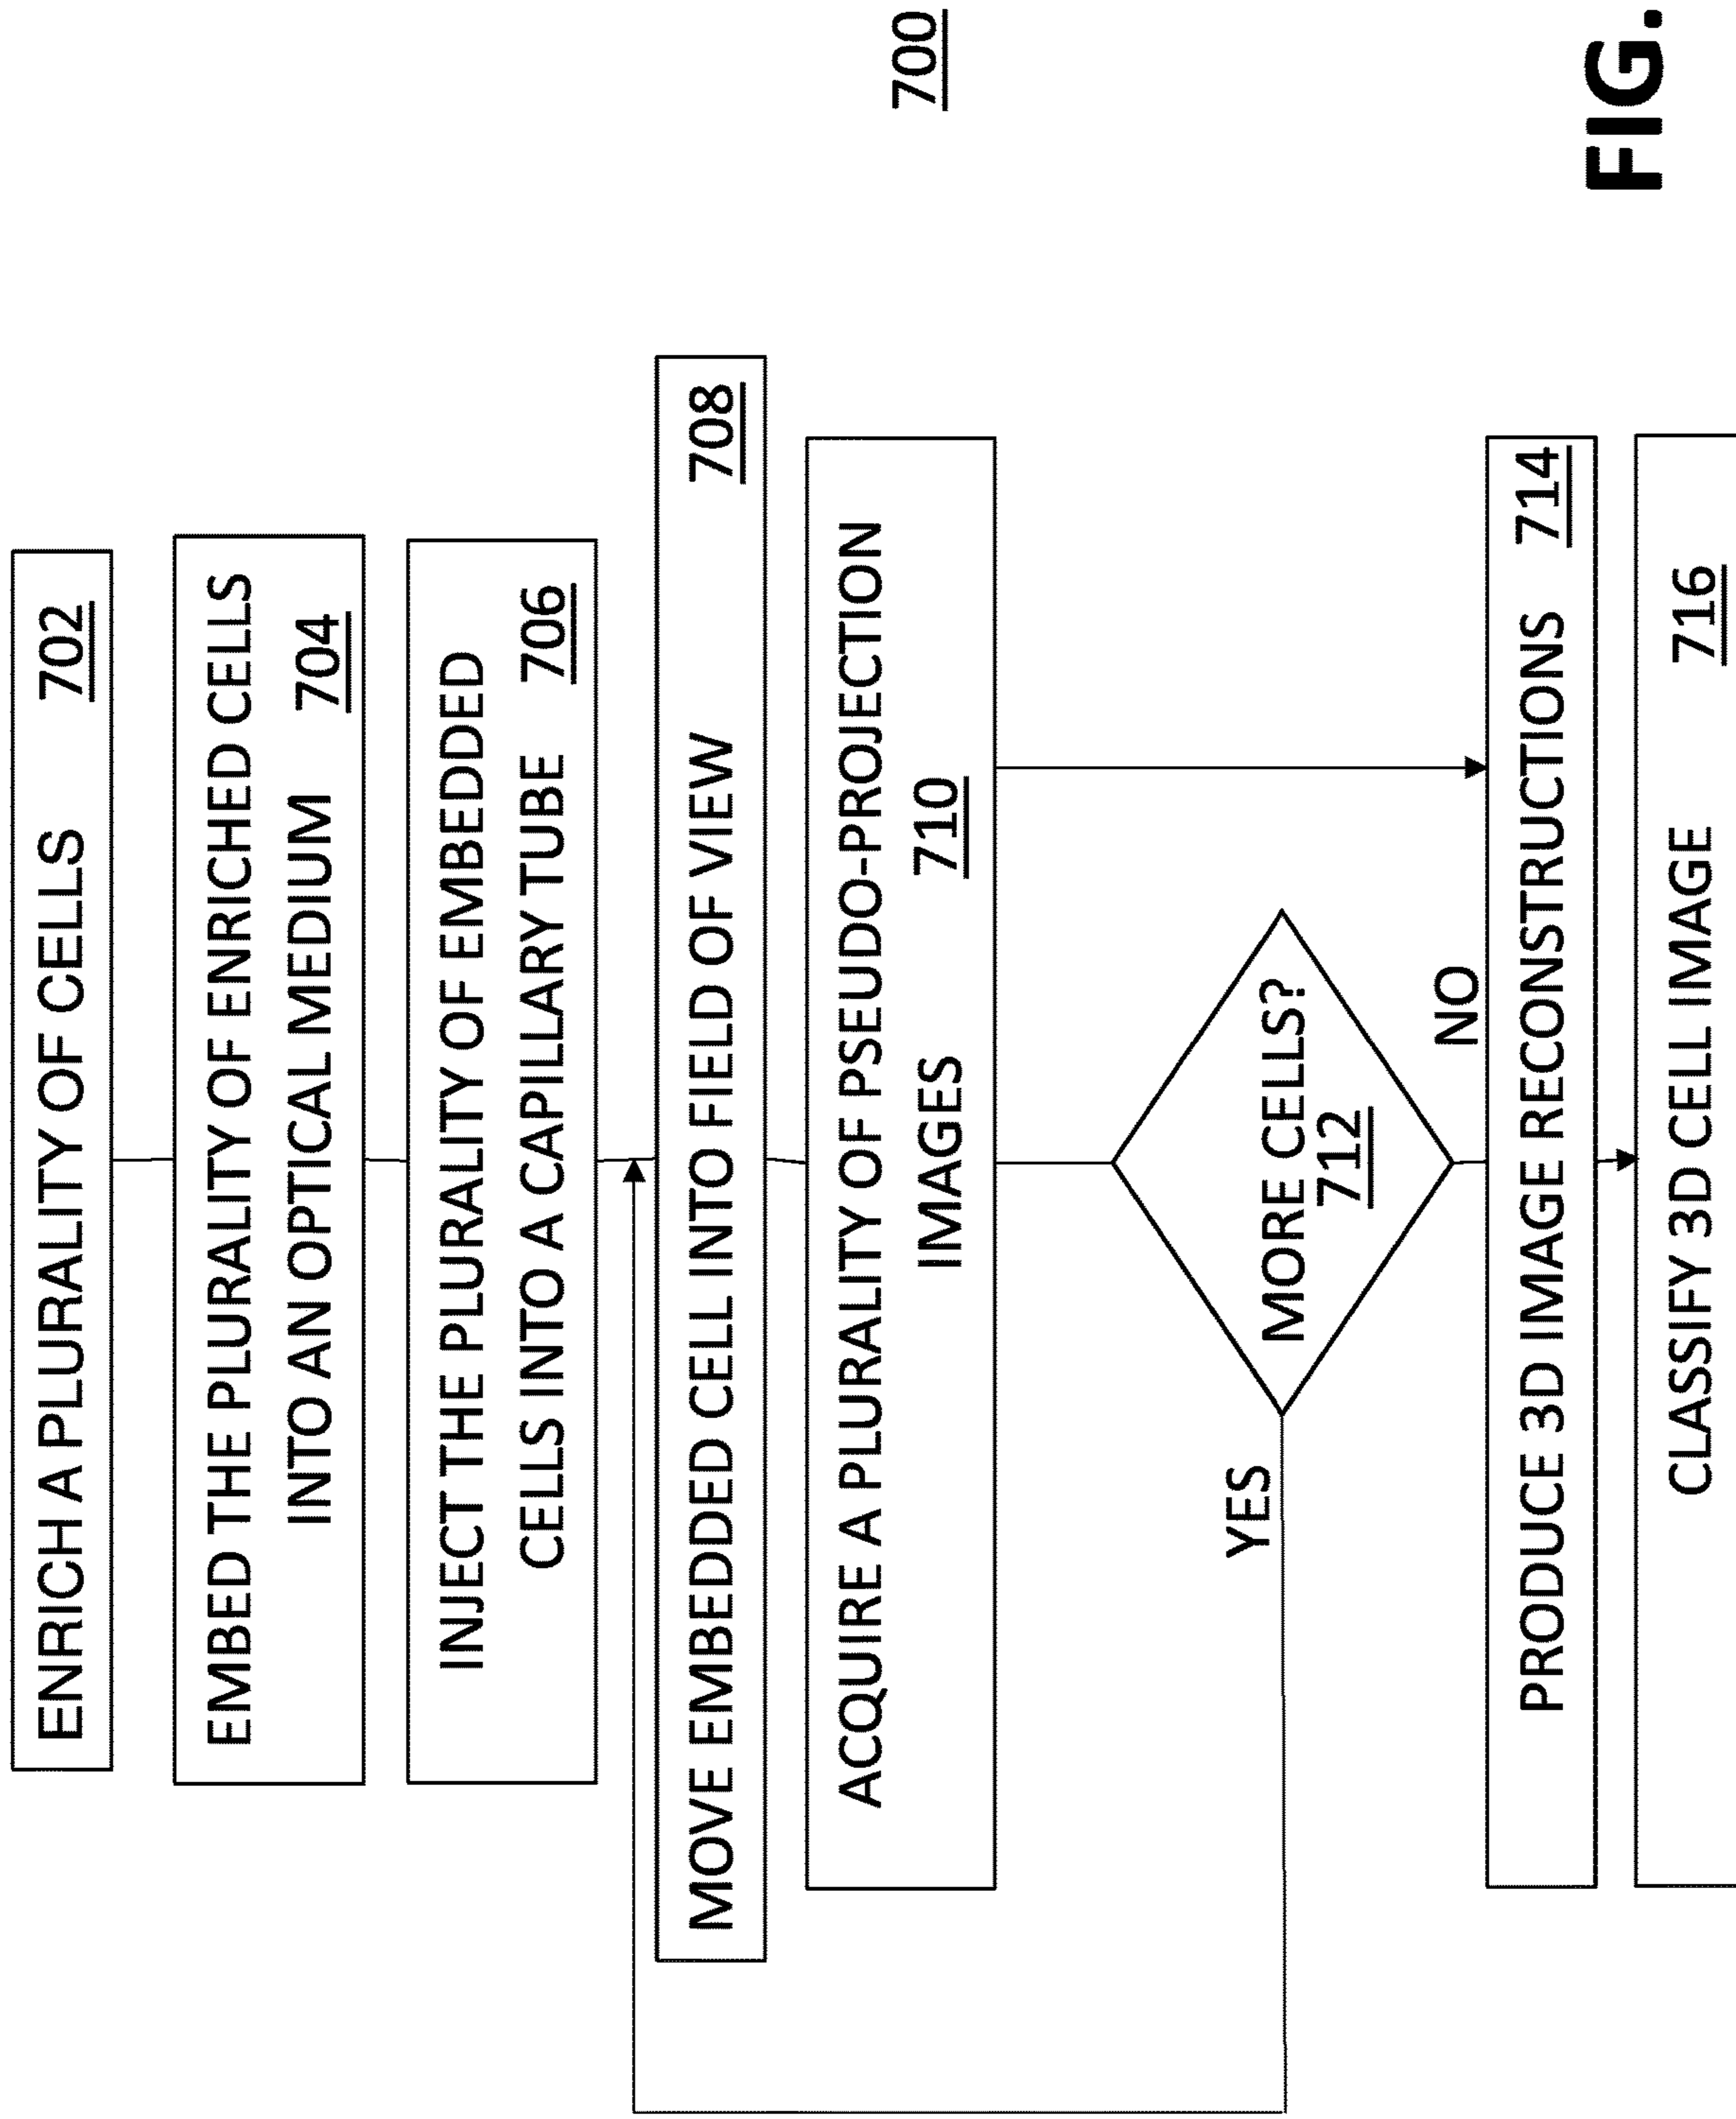 ENRICH A PLURALITY OF CELLS 702
EMBED THE PLURALITY OF ENRICHED CELLS
INTO AN OPTICAL MEDIUM 704
INJECT THE PLURALITY OF EMBEDDED
CELLS INTO A CAPILLARY TUBE 706
MOVE EMBEDDED CELL INTO FIELD OF VIEW 708
ACQUIRE A PLURALITY OF PSEUDO-PROJECTION
IMAGES 710
700
MORE CELLS?
712
YES
NO
PRODUCE 3D IMAGE RECONSTRUCTIONS 714
CLASSIFY 3D CELL IMAGE 716
FIG.